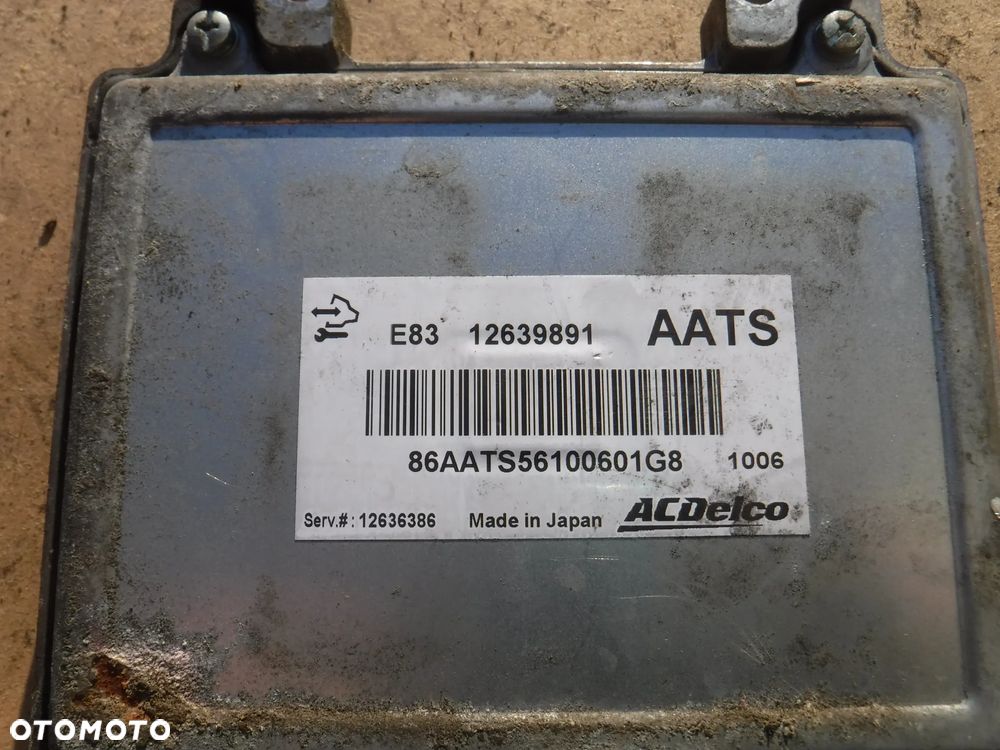 E83 12639891 AATS
86AATS56100601G8 1006
Serv.#: 12636386 Made in Japan ACDelco
OTOMOTO